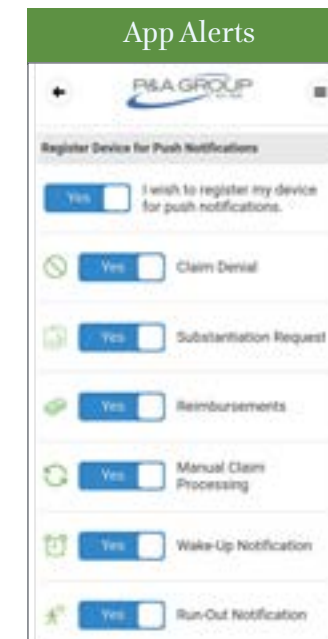 App Alerts
P&A GROUP
Register Device for Push Notifications
Yes
I wish to register my device
for push notifications.
Yes
Claim Denial
Yes
Substantiation Request
Yes
Reimbursements
Yes
Manual Claim
Processing
Yes
Wake-Up Notification
Yes
Run-Out Notification